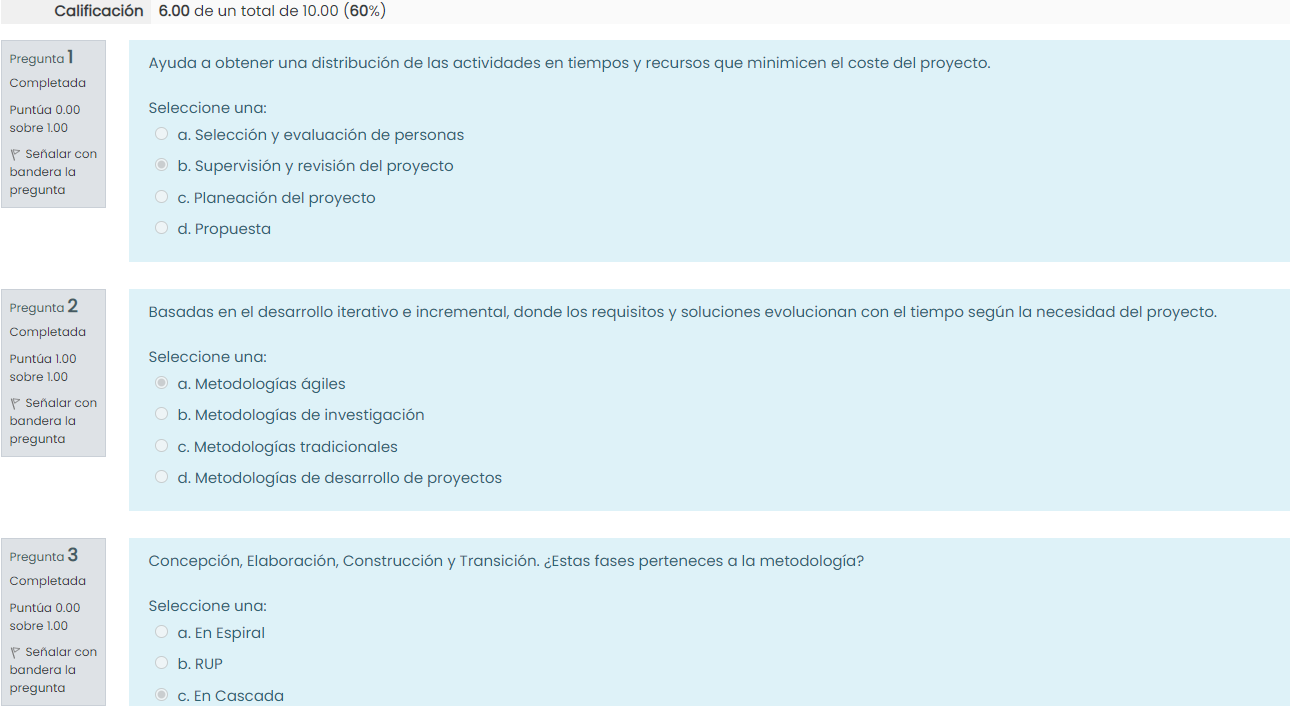 Calificación 6.00 de un total de 10.00 (60%)
Pregunta 1
Completada
Puntúa 0.00
sobre 1.00
Señalar con
bandera la
pregunta
Ayuda a obtener una distribución de las actividades en tiempos y recursos que minimicen el coste del proyecto.
Seleccione una:
a. Selección y evaluación de personas
b. Supervisión y revisión del proyecto
c. Planeación del proyecto
d. Propuesta
Pregunta 2
Completada
Puntúa 1.00
sobre 1.00
Señalar con
bandera la
pregunta
Basadas en el desarrollo iterativo e incremental, donde los requisitos y soluciones evolucionan con el tiempo según la necesidad del proyecto.
Seleccione una:
a. Metodologías ágiles
b. Metodologías de investigación
c. Metodologías tradicionales
d. Metodologías de desarrollo de proyectos
Pregunta 3
Completada
Puntúa 0.00
sobre 1.00
Señalar con
bandera la
pregunta
Concepción, Elaboración, Construcción y Transición. ¿Estas fases perteneces a la metodología?
Seleccione una:
a. En Espiral
b. RUP
c. En Cascada